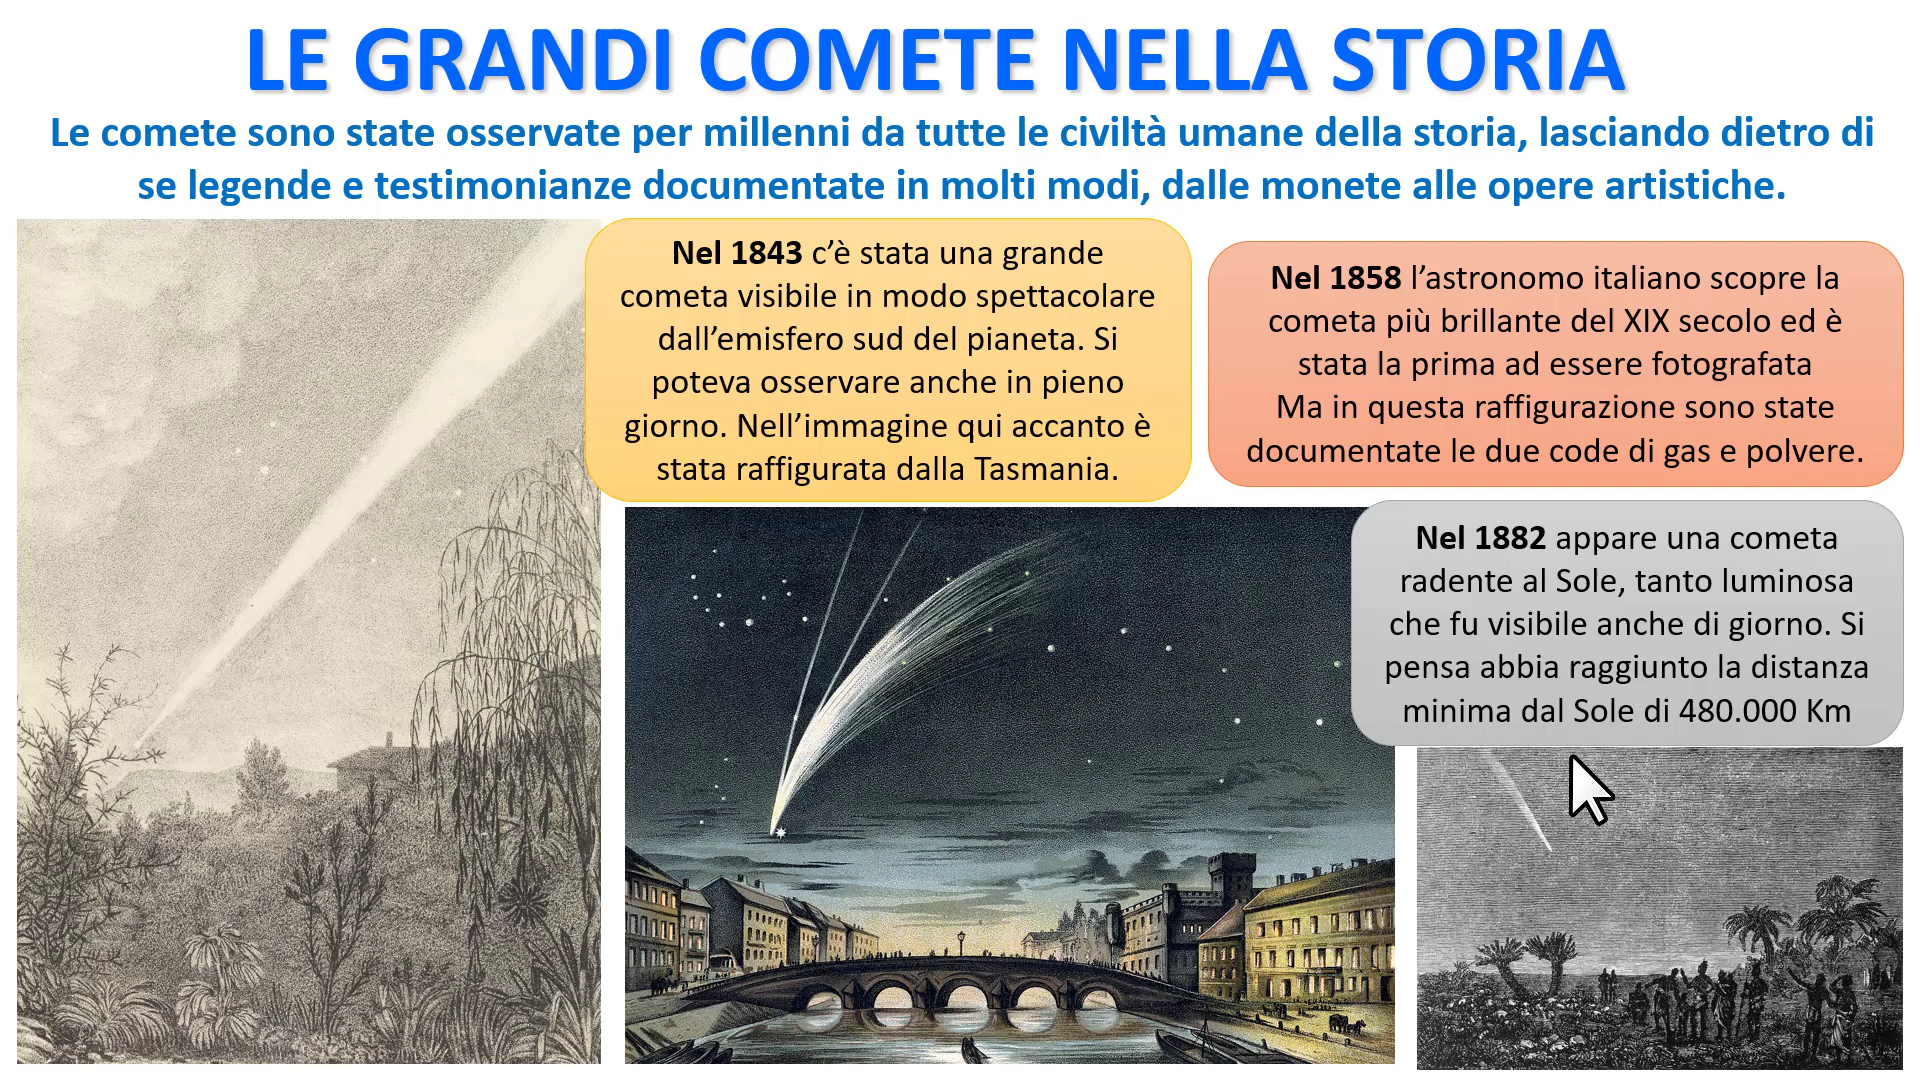 LE GRANDI COMETE NELLA STORIA
Le comete sono state osservate per millenni da tutte le civiltà umane della storia, lasciando dietro di
se legende e testimonianze documentate in molti modi, dalle monete alle opere artistiche.
Nel 1843 c’è stata una grande
cometa visibile in modo spettacolare
dall’emisfero sud del pianeta. Si
poteva osservare anche in pieno
giorno. Nell’immagine qui accanto è
stata raffigurata dalla Tasmania.
Nel 1858 l’astronomo italiano scopre la
cometa più brillante del XIX secolo ed è
stata la prima ad essere fotografata
Ma in questa raffigurazione sono state
documentate le due code di gas e polvere.
Nel 1882 appare una cometa
radente al Sole, tanto luminosa
che fu visibile anche di giorno. Si
pensa abbia raggiunto la distanza
minima dal Sole di 480.000 Km